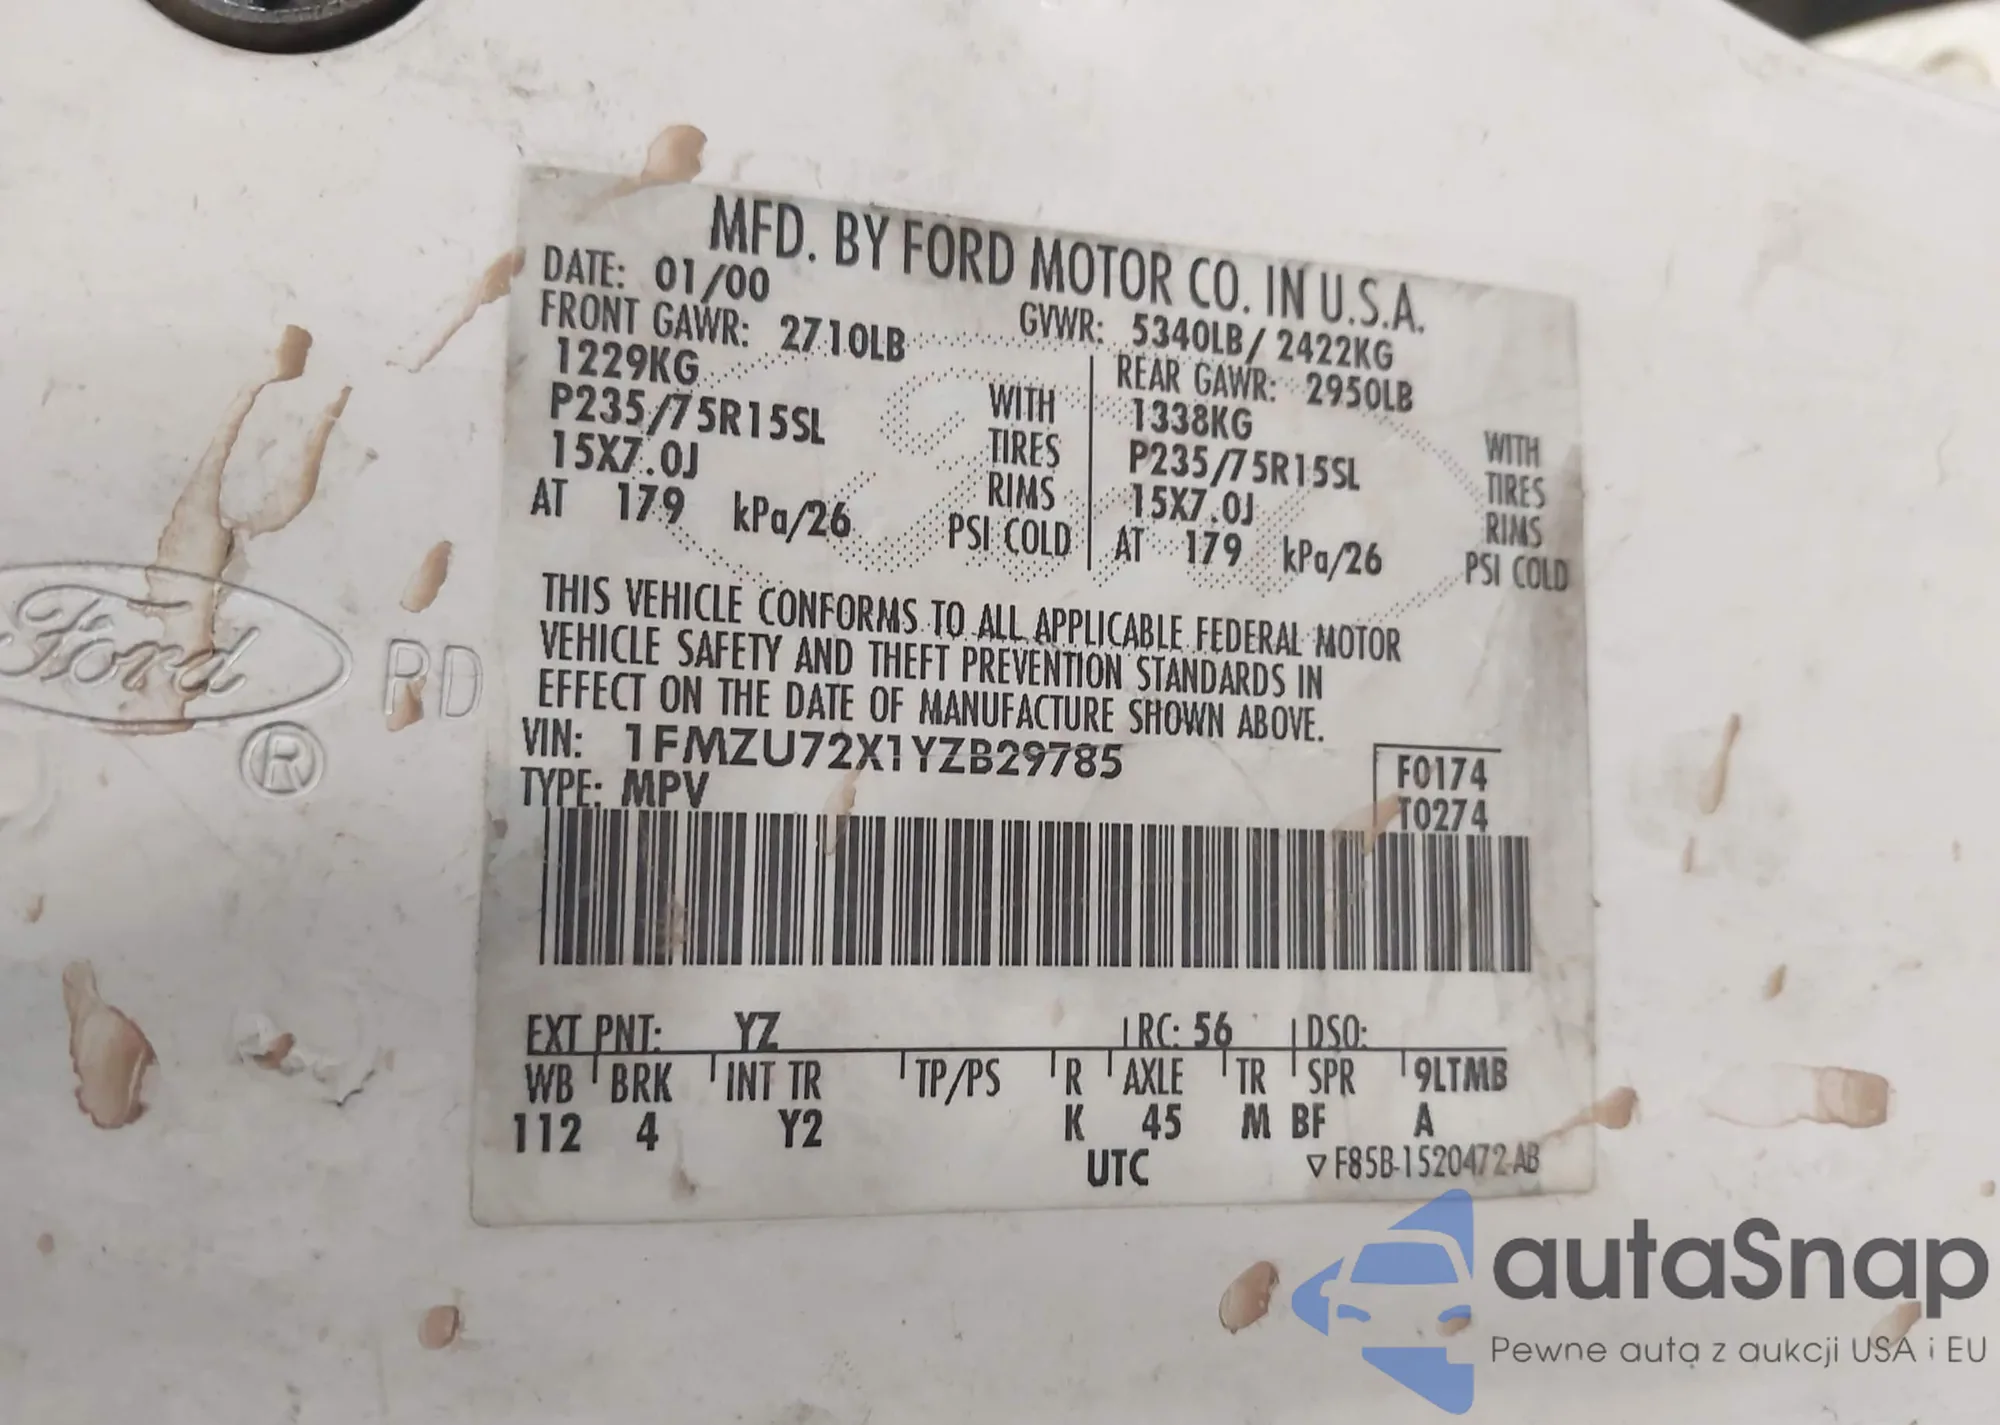 MFD. BY FORD MOTOR CO. IN U.S.A.
DATE: 01/00
GVWR: 5340LB/ 2422KG
FRONT GAWR: 2710LB
1229KG WITH
P235/75R15SL TIRES
15X7.0J RIMS
AT 179 kPa/26 PSI COLD
REAR GAWR: 2950LB
1338KG WITH
P235/75R15SL TIRES
15X7.0J RIMS
AT 179 kPa/26 PSI COLD
THIS VEHICLE CONFORMS TO ALL APPLICABLE FEDERAL MOTOR
VEHICLE SAFETY AND THEFT PREVENTION STANDARDS IN
EFFECT ON THE DATE OF MANUFACTURE SHOWN ABOVE.
VIN: 1FMZU72X1YZB29785
TYPE: MPV
F0174
T0274
EXT PNT: YZ RC: 56 DSO:
WB BRK INT TR TP/PS R AXLE TR SPR 9LTMB
112 4 Y2 K 45 M BF A
UTC
▽ F85B-1520472-AB
Ford
®
PD
autaSnap
Pewne auta z aukcji USA i EU